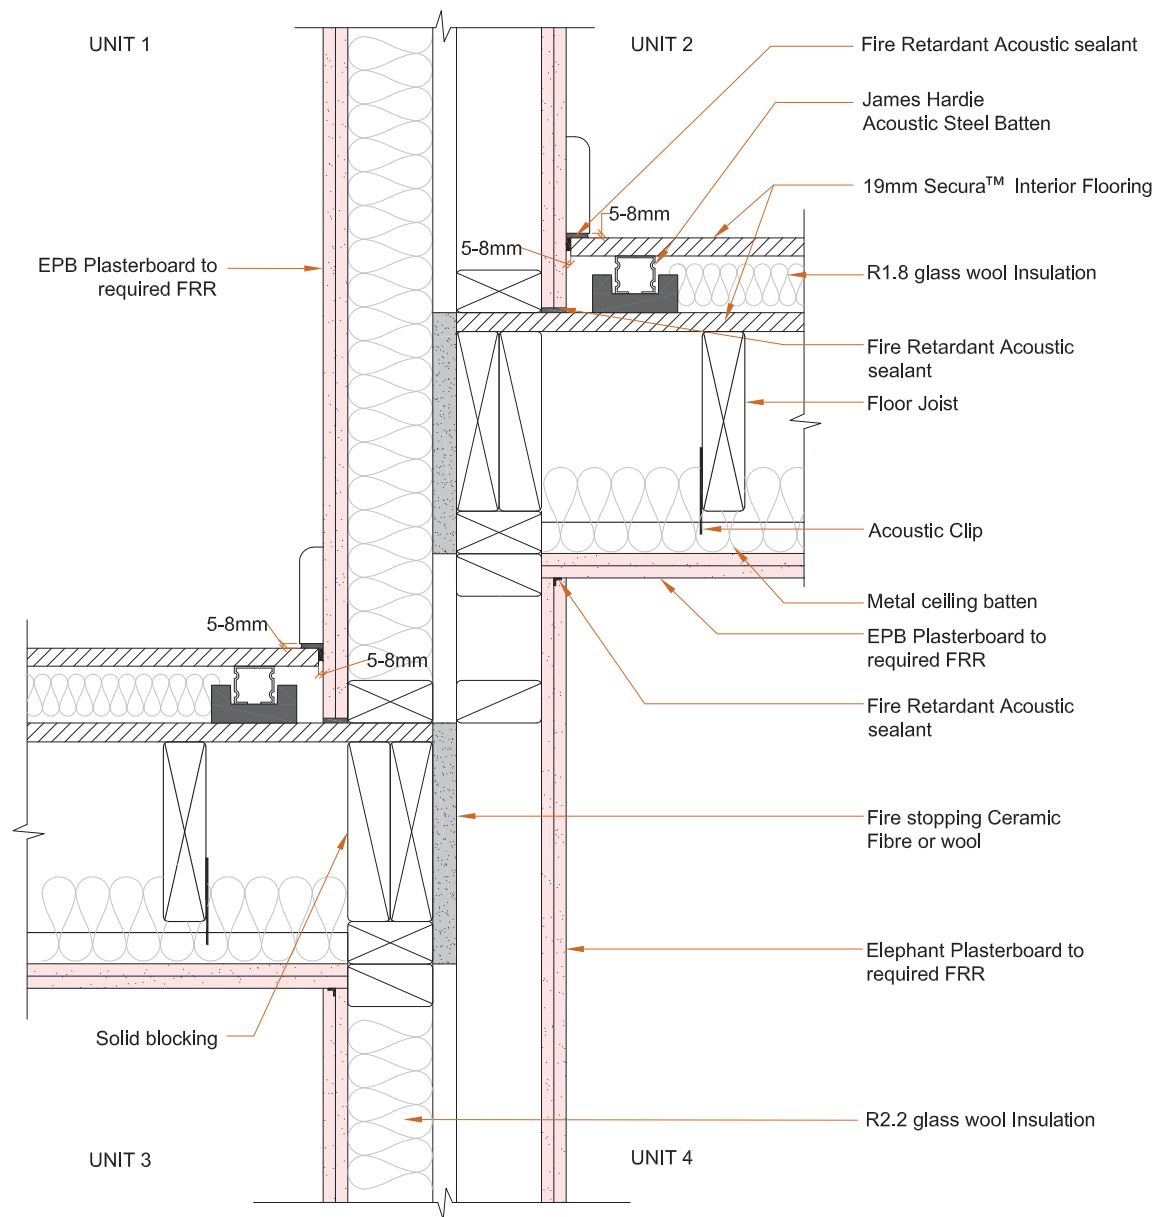 UNIT 1
UNIT 2
Fire Retardant Acoustic sealant
James Hardie
Acoustic Steel Batten
19mm Secura™ Interior Flooring
5-8mm
5-8mm
EPB Plasterboard to
required FRR
R1.8 glass wool Insulation
Fire Retardant Acoustic
sealant
Floor Joist
Acoustic Clip
Metal ceiling batten
5-8mm
EPB Plasterboard to
required FRR
5-8mm
Fire Retardant Acoustic
sealant
Fire stopping Ceramic
Fibre or wool
Elephant Plasterboard to
required FRR
Solid blocking
R2.2 glass wool Insulation
UNIT 3
UNIT 4